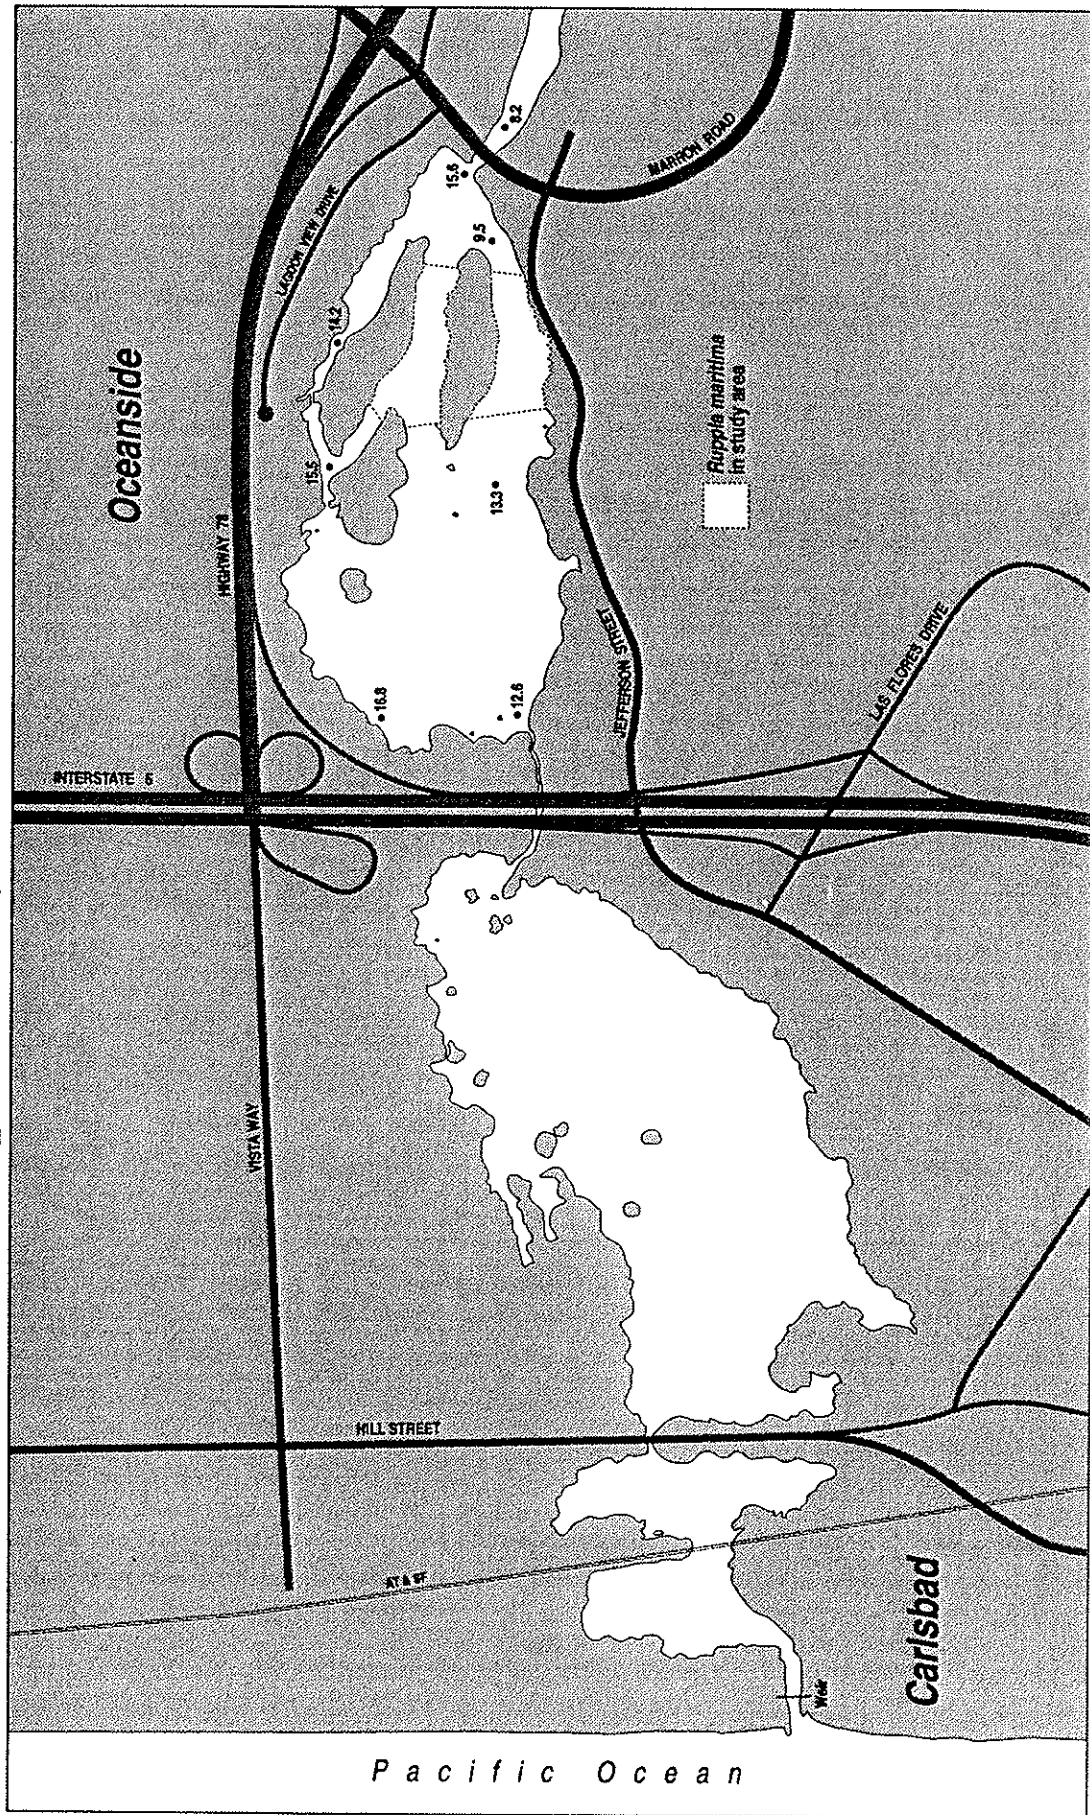 Oceanside
INTERSTATE 5
HIGHWAY 78
VISTA WAY
LAGOON VIEW DRIVE
HILL STREET
AT & SF
MARRON ROAD
JEFFERSON STREET
LAS FLORES DRIVE
16.8
12.6
15.5
13.3
14.2
9.5
15.6
8.2
Ruppia maritima
in study area
Weir
Carlsbad
Pacific Ocean